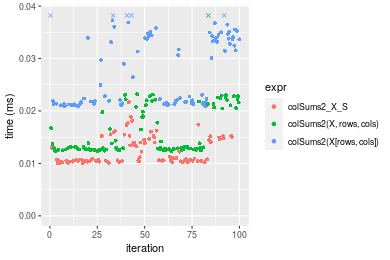 0.04
0.03
0.02
0.01
0.00
time (ms)
0
25
50
75
100
iteration
expr
colSums2_X_S
colSums2(X, rows, cols)
colSums2(X[rows, cols])